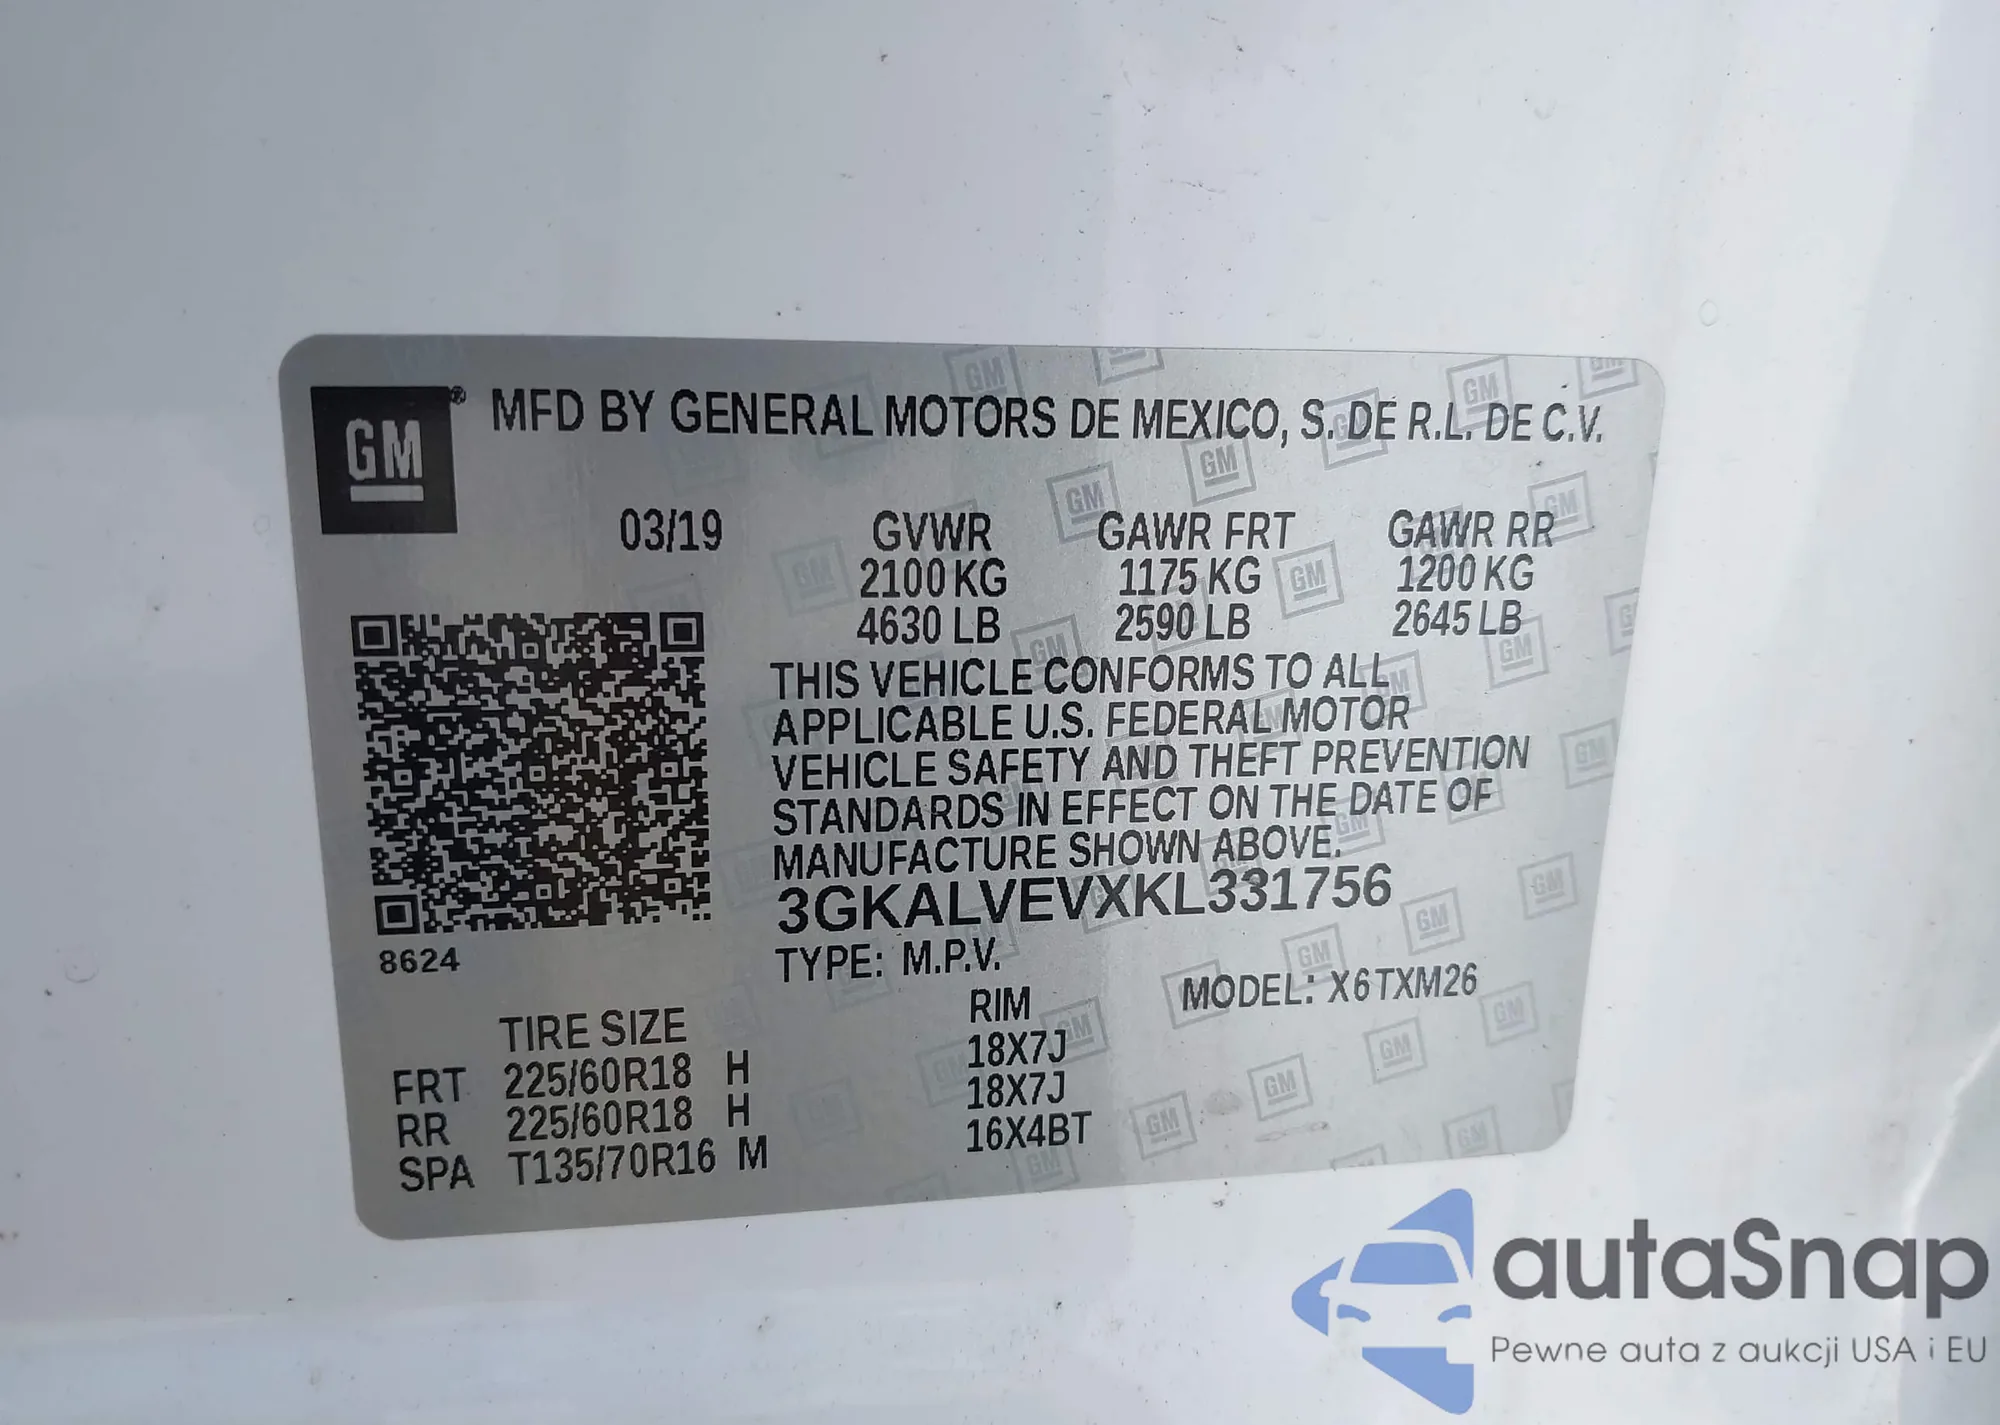 GM® MFD BY GENERAL MOTORS DE MEXICO, S. DE R.L. DE C.V.
03/19 GVWR GAWR FRT GAWR RR
2100 KG 1175 KG 1200 KG
4630 LB 2590 LB 2645 LB
THIS VEHICLE CONFORMS TO ALL
APPLICABLE U.S. FEDERAL MOTOR
VEHICLE SAFETY AND THEFT PREVENTION
STANDARDS IN EFFECT ON THE DATE OF
MANUFACTURE SHOWN ABOVE.
3GKALVEVXKL331756
8624 TYPE: M.P.V. MODEL: X6TXM26
TIRE SIZE RIM
FRT 225/60R18 H 18X7J
RR 225/60R18 H 18X7J
SPA T135/70R16 M 16X4BT
autaSnap
Pewne auta z aukcji USA i EU